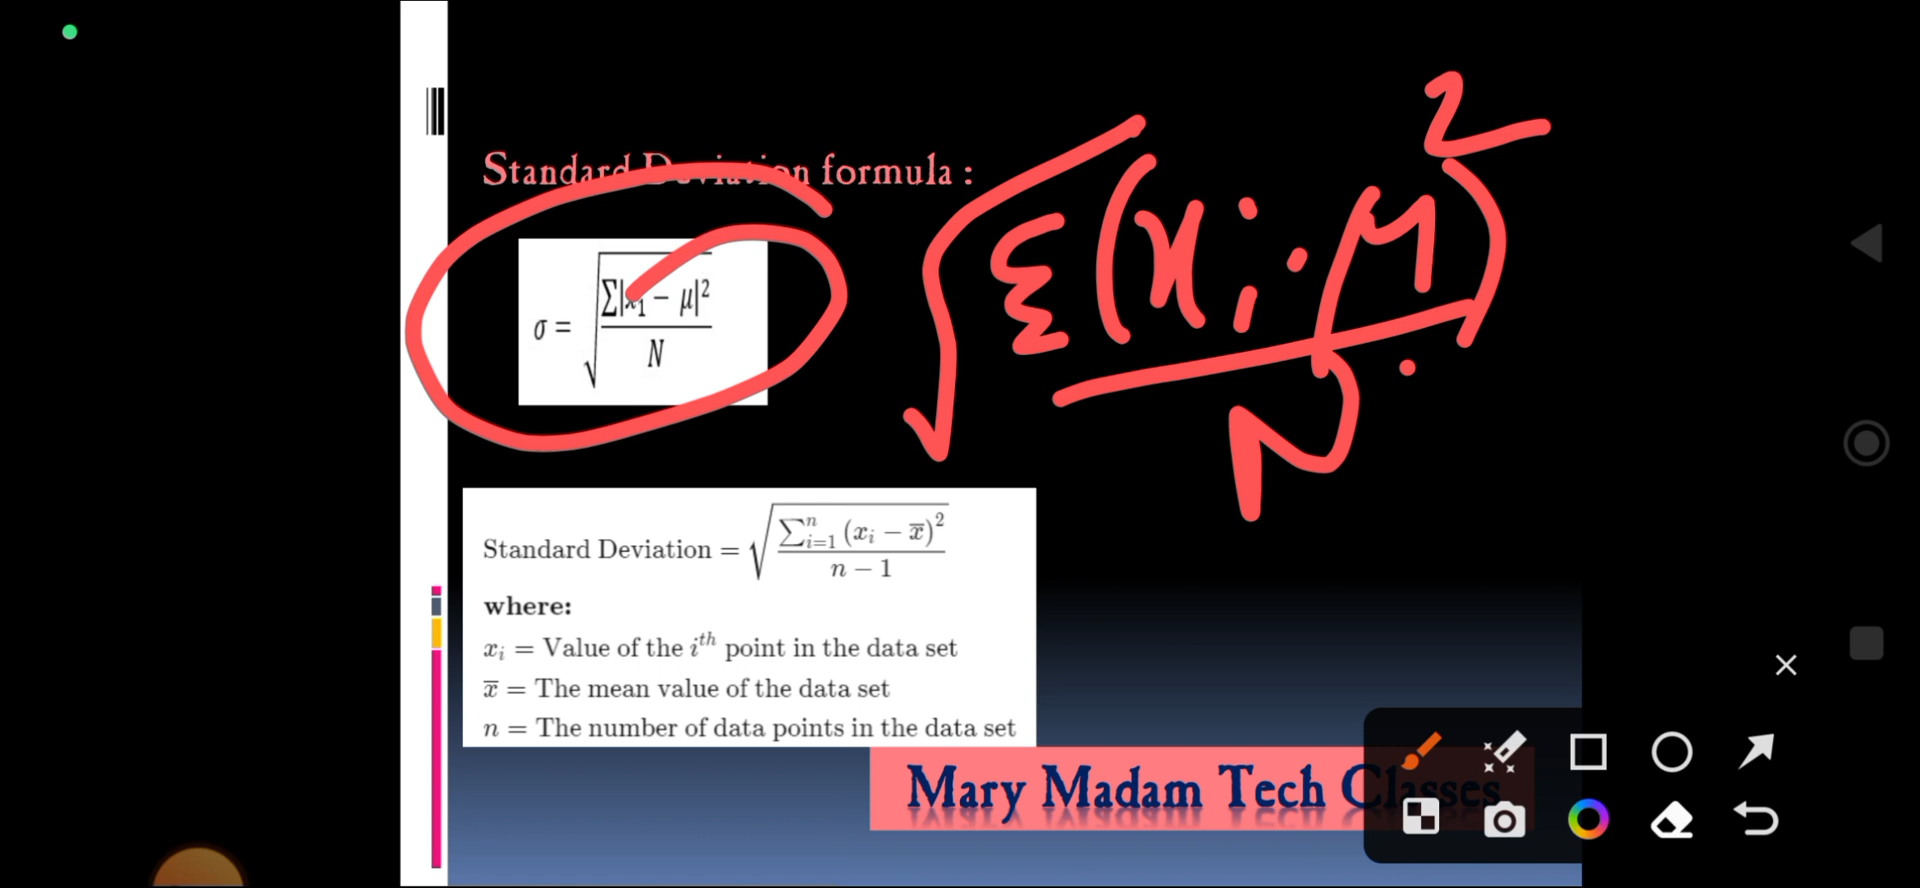 Standard Deviation formula :
σ = √(Σ|x₁ − μ|² / N)
√(Σ(xᵢ - μ)² / N)
Standard Deviation = √(∑ⁿᵢ₌₁ (xᵢ − x̄)² / n − 1)
where:
xᵢ = Value of the iᵗʰ point in the data set
x̄ = The mean value of the data set
n = The number of data points in the data set
Mary Madam Tech Classes